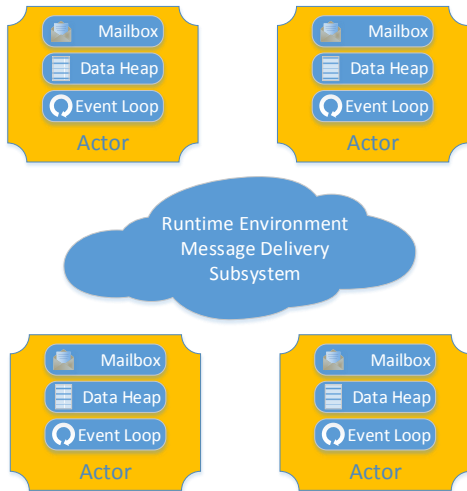 Mailbox
Data Heap
Event Loop
Actor
Mailbox
Data Heap
Event Loop
Actor
Runtime Environment
Message Delivery
Subsystem
Mailbox
Data Heap
Event Loop
Actor
Mailbox
Data Heap
Event Loop
Actor